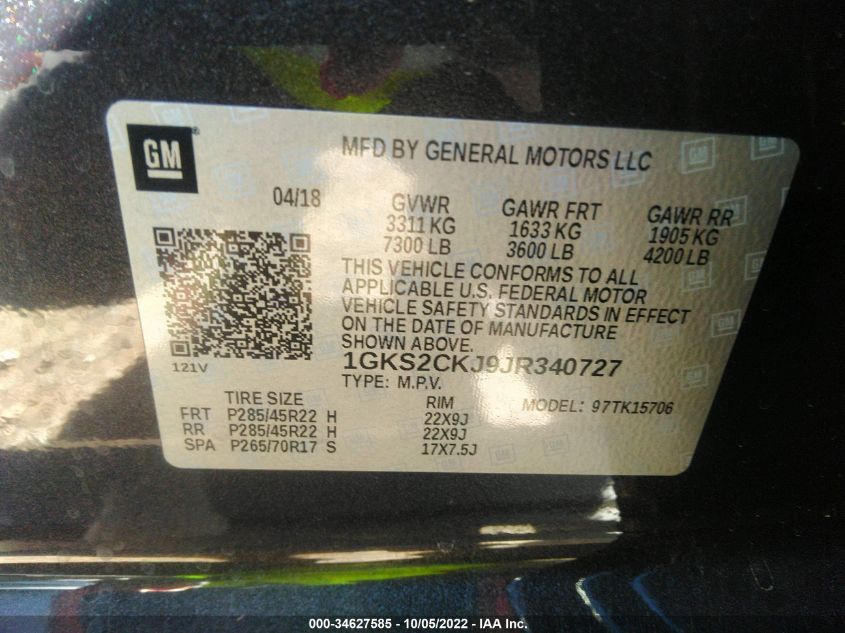 GM
MFD BY GENERAL MOTORS LLC
04/18
GVWR
3311 KG
7300 LB
GAWR FRT
1633 KG
3600 LB
GAWR RR
1905 KG
4200 LB
THIS VEHICLE CONFORMS TO ALL
APPLICABLE U.S. FEDERAL MOTOR
VEHICLE SAFETY STANDARDS IN EFFECT
ON THE DATE OF MANUFACTURE
SHOWN ABOVE.
121V
1GKS2CKJ9JR340727
TYPE: M.P.V.
TIRE SIZE
RIM
MODEL: 97TK15706
FRT P285/45R22 H 22X9J
RR P285/45R22 H 22X9J
SPA P265/70R17 S 17X7.5J
000-34627585 - 10/05/2022 - IAA Inc.